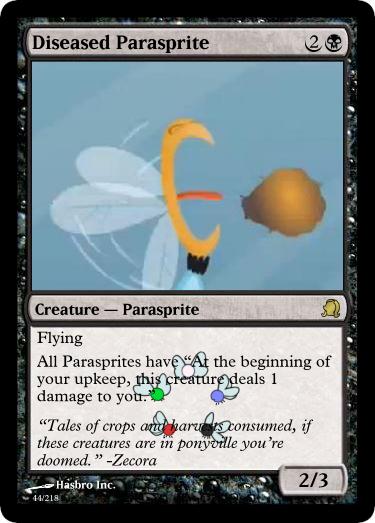 Diseased Parasprite 2
Creature — Parasprite
Flying
All Parasprites have “At the beginning of
your upkeep, this creature deals 1
damage to you.
“Tales of crops and harvests consumed, if
these creatures are in ponyville you’re
doomed.” -Zecora
2/3
Hasbro Inc.
44/218